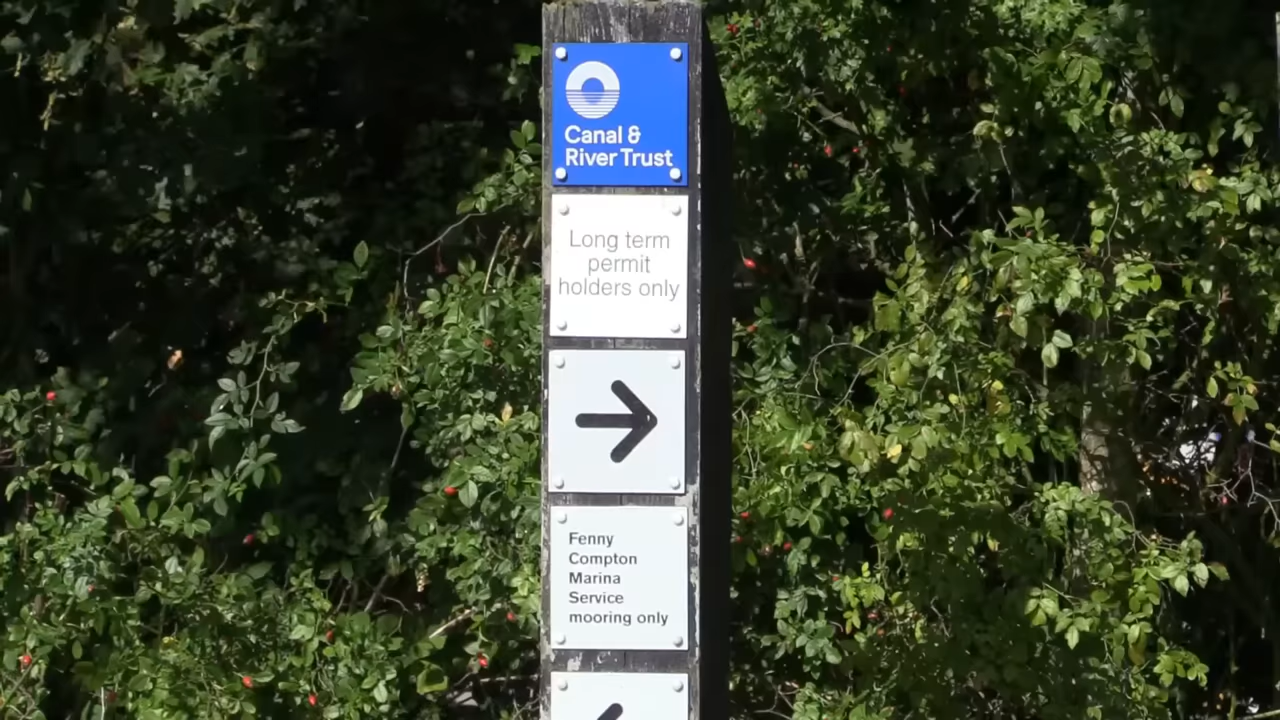 Canal &
River Trust
Long term
permit
holders only
Fenny
Compton
Marina
Service
mooring only